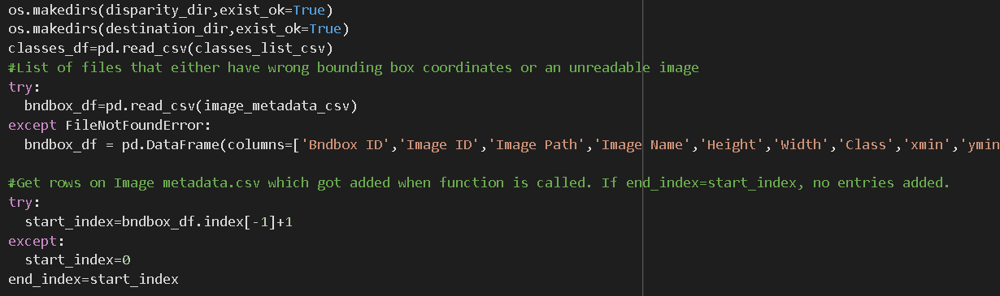 os.makedirs(disparity_dir,exist_ok=True)
os.makedirs(destination_dir,exist_ok=True)
classes_df=pd.read_csv(classes_list_csv)
#List of files that either have wrong bounding box coordinates or an unreadable image
try:
  bndbox_df=pd.read_csv(image_metadata_csv)
except FileNotFoundError:
  bndbox_df = pd.DataFrame(columns=['Bndbox ID','Image ID','Image Path','Image Name','Height','Width','Class','xmin','ymin
#Get rows on Image metadata.csv which got added when function is called. If end_index=start_index, no entries added.
try:
  start_index=bndbox_df.index[-1]+1
except:
  start_index=0
end_index=start_index